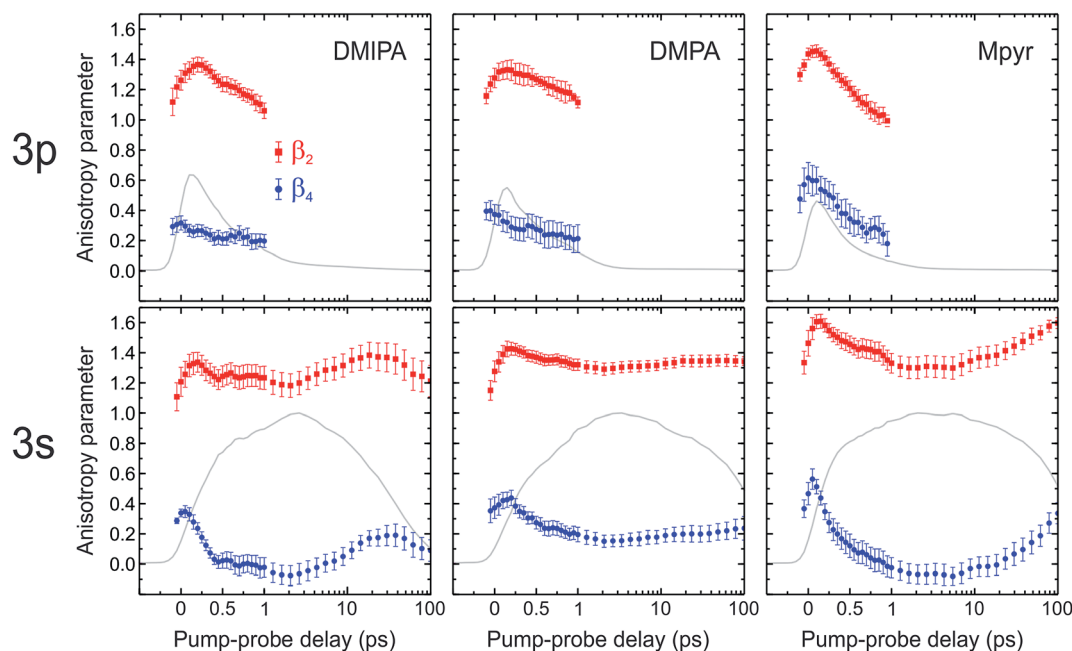 DMIPA
DMPA
Mpyr
3p
Anisotropy parameter
1.6
1.4
1.2
1.0
0.8
0.6
0.4
0.2
0.0
β2
β4
3s
Anisotropy parameter
1.6
1.4
1.2
1.0
0.8
0.6
0.4
0.2
0.0
0 0.5 1 10 100
0 0.5 1 10 100
0 0.5 1 10 100
Pump-probe delay (ps)
Pump-probe delay (ps)
Pump-probe delay (ps)